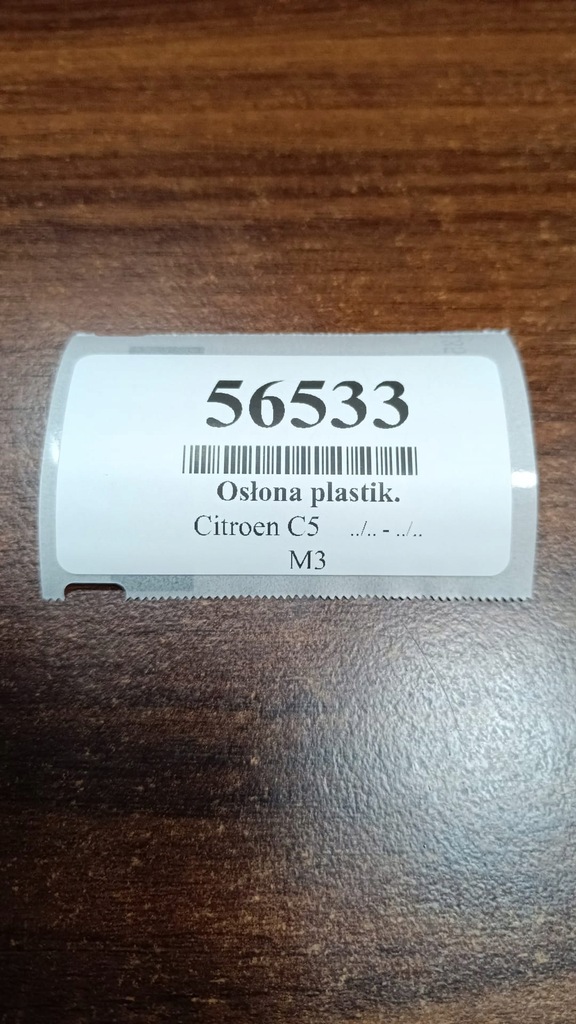 56533
Osłona plastik.
Citroen C5 ../.. - ../..
M3